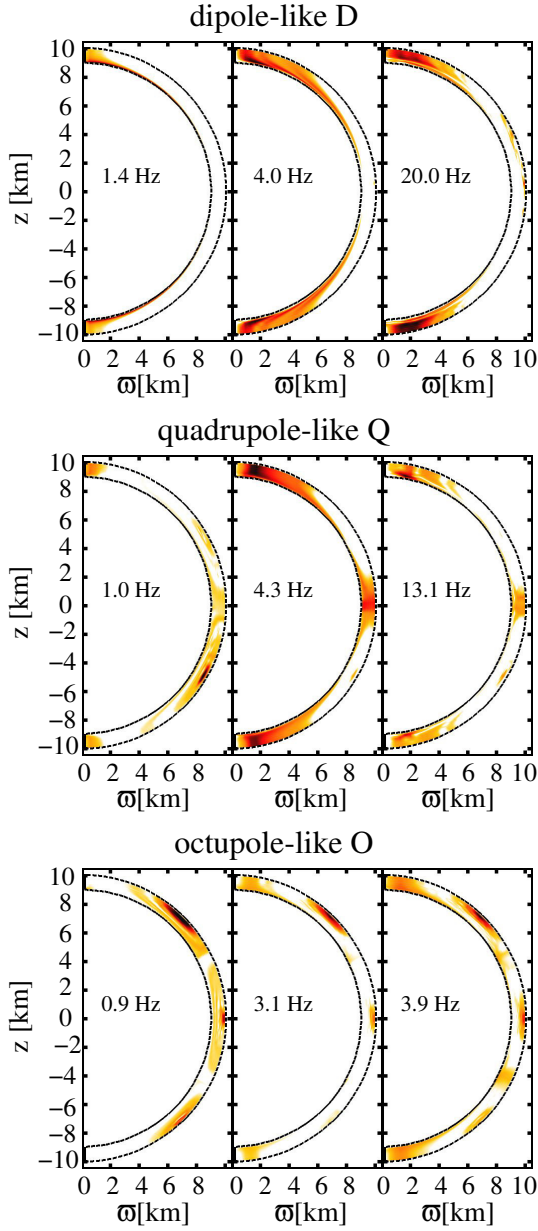 dipole-like D
z [km]
10
8
6
4
2
0
−2
−4
−6
−8
−10
1.4 Hz
4.0 Hz
20.0 Hz
0 2 4 6 8 0 2 4 6 8 0 2 4 6 8 10
ϖ[km] ϖ[km] ϖ[km]
quadrupole-like Q
z [km]
10
8
6
4
2
0
−2
−4
−6
−8
−10
1.0 Hz
4.3 Hz
13.1 Hz
0 2 4 6 8 0 2 4 6 8 0 2 4 6 8 10
ϖ[km] ϖ[km] ϖ[km]
octupole-like O
z [km]
10
8
6
4
2
0
−2
−4
−6
−8
−10
0.9 Hz
3.1 Hz
3.9 Hz
0 2 4 6 8 0 2 4 6 8 0 2 4 6 8 10
ϖ[km] ϖ[km] ϖ[km]